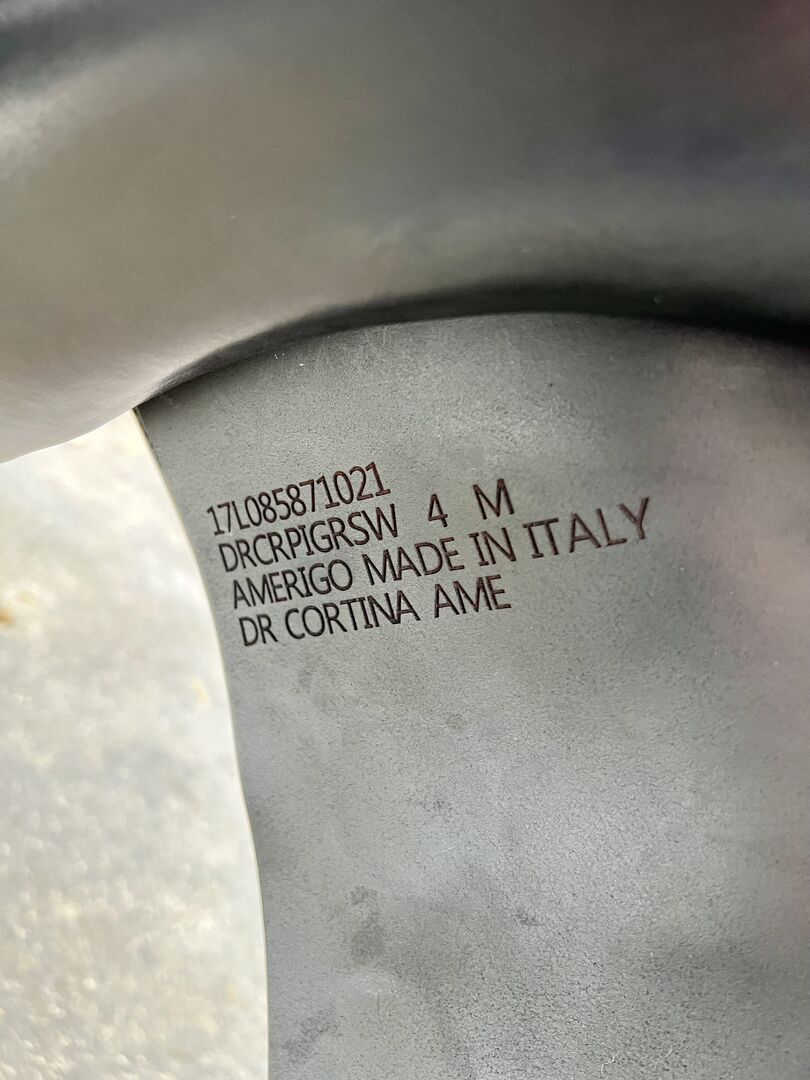 17L085871021
DRCRPIGRSW 4 M
AMERIGO MADE IN ITALY
DR CORTINA AME